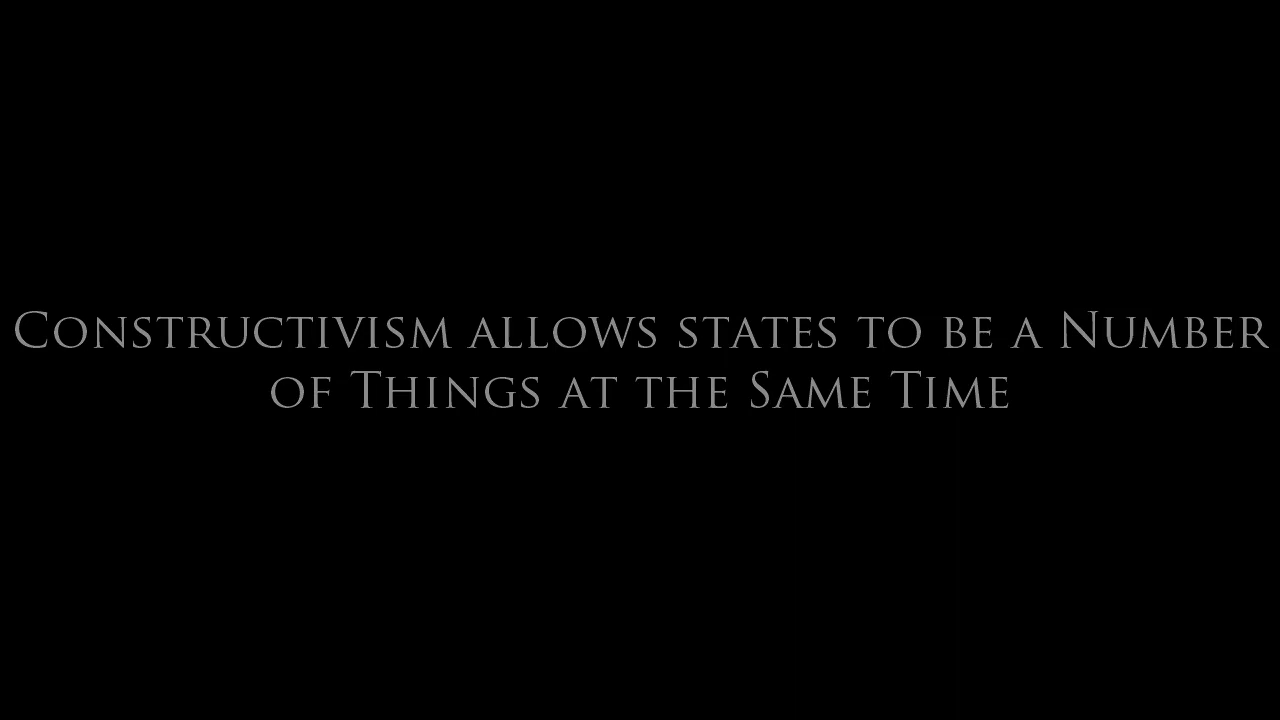 Constructivism allows states to be a Number
of Things at the Same Time